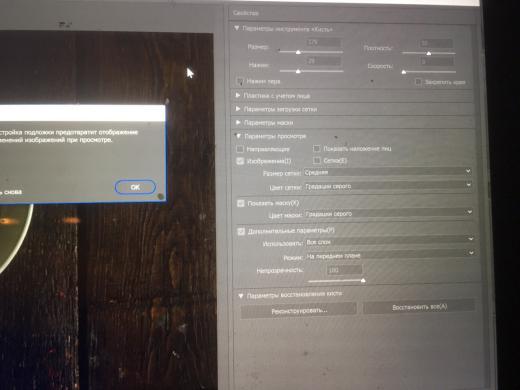 Свойства
Параметры инструмента «Кисть»
Размер: 179
Плотность: 50
Нажим: 29
Скорость: 0
Нажим пера
Закрепить края
Пластика с учетом лица
Параметры загрузки сетки
Параметры маски
Параметры просмотра
Направляющие
Показать наложение лиц
Изображения(I)
Сетка(E)
Размер сетки: Средняя
Цвет сетки: Градации серого
Показать маску(K)
Цвет маски: Градации серого
Дополнительные параметры(P)
Использовать: Все слои
Режим: На переднем плане
Непрозрачность: 100
Параметры восстановления кисти
Реконструировать...
Восстановить все(A)
стройка подложки предотвратит отображение
менений изображений при просмотре.
ь снова
OK